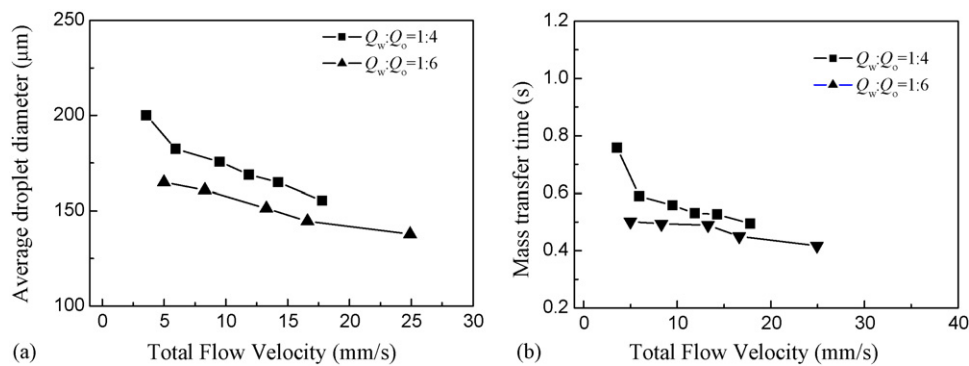 250
200
150
100
Average droplet diameter (μm)
Qw:Qo=1:4
Qw:Qo=1:6
0 5 10 15 20 25 30
(a) Total Flow Velocity (mm/s)
1.2
1.0
0.8
0.6
0.4
0.2
Mass transfer time (s)
Qw:Qo=1:4
Qw:Qo=1:6
0 10 20 30 40
(b) Total Flow Velocity (mm/s)